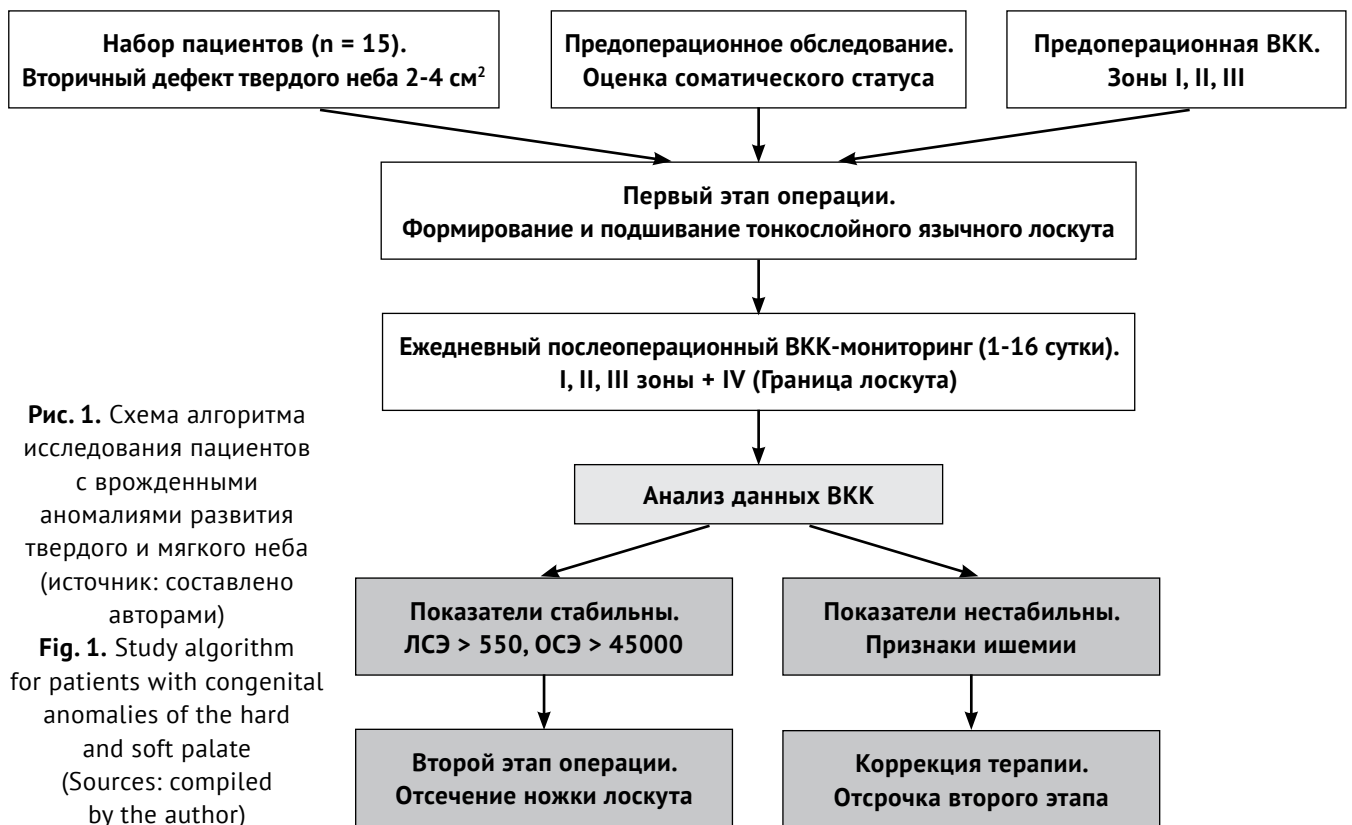 Набор пациентов (n = 15).
Вторичный дефект твердого неба 2-4 см²
Предоперационное обследование.
Оценка соматического статуса
Предоперационная ВКК.
Зоны I, II, III
Первый этап операции.
Формирование и подшивание тонкослойного язычного лоскута
Ежедневный послеоперационный ВКК-мониторинг (1-16 сутки).
I, II, III зоны + IV (Граница лоскута)
Анализ данных ВКК
Показатели стабильны.
ЛСЭ > 550, ОСЭ > 45000
Показатели нестабильны.
Признаки ишемии
Второй этап операции.
Отсечение ножки лоскута
Коррекция терапии.
Отсрочка второго этапа
Рис. 1. Схема алгоритма
исследования пациентов
с врожденными
аномалиями развития
твердого и мягкого неба
(источник: составлено
авторами)
Fig. 1. Study algorithm
for patients with congenital
anomalies of the hard
and soft palate
(Sources: compiled
by the author)